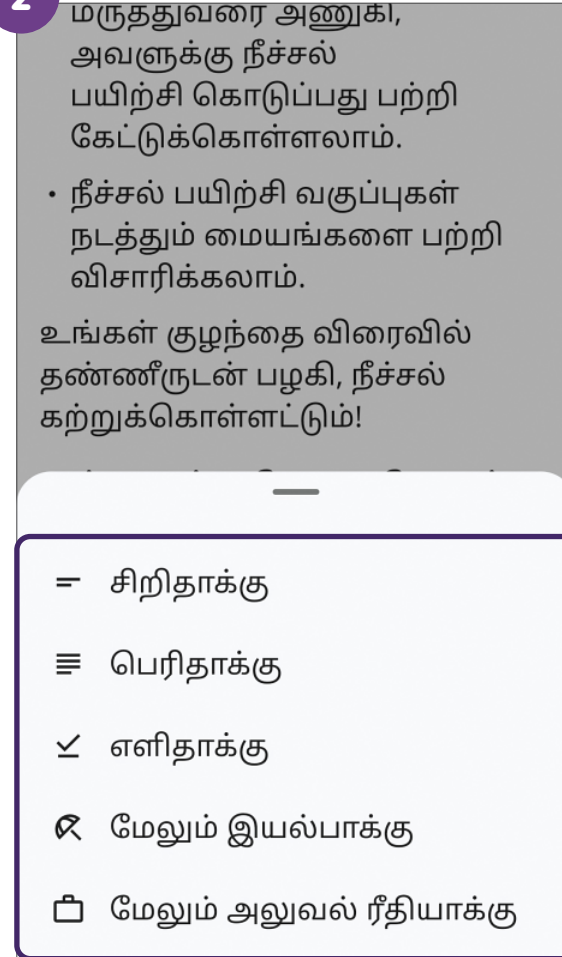 2
மருத்துவரை அணுகி,
அவளுக்கு நீச்சல்
பயிற்சி கொடுப்பது பற்றி
கேட்டுக்கொள்ளலாம்.
• நீச்சல் பயிற்சி வகுப்புகள்
நடத்தும் மையங்களை பற்றி
விசாரிக்கலாம்.
உங்கள் குழந்தை விரைவில்
தண்ணீருடன் பழகி, நீச்சல்
கற்றுக்கொள்ளட்டும்!
சிறிதாக்கு
பெரிதாக்கு
எளிதாக்கு
மேலும் இயல்பாக்கு
மேலும் அலுவல் ரீதியாக்கு